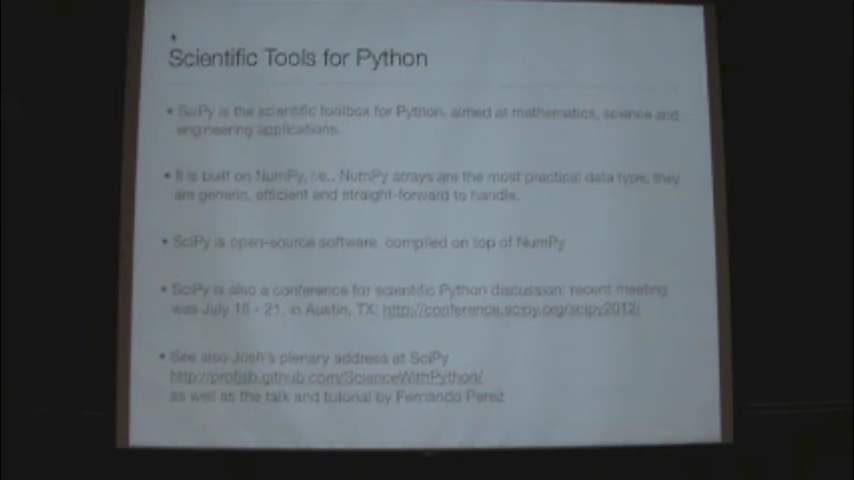 Scientific Tools for Python
• SciPy is the scientific toolbox for Python, aimed at mathematics, science and
engineering applications.
• It is built on NumPy, i.e., NumPy arrays are the most practical data type; they
are generic, efficient and straight-forward to handle.
• SciPy is open-source software, compiled on top of NumPy
• SciPy is also a conference for scientific Python discussion; recent meeting
was July 16 - 21, in Austin, TX: http://conference.scipy.org/scipy2012/
• See also Josh's plenary address at SciPy
http://profjsb.github.com/ScienceWithPython/
as well as the talk and tutorial by Fernando Perez